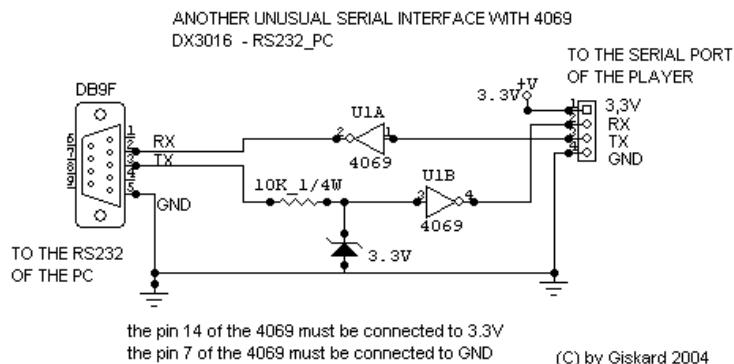 ANOTHER UNUSUAL SERIAL INTERFACE WITH 4069
DX3016 - RS232_PC
TO THE SERIAL PORT
OF THE PLAYER
DB9F
+V
3.3V
U1A
1
3,3V
2
RX
3
TX
4
GND
2
1
4069
1
2
RX
3
TX
4
5
GND
6
7
8
9
U1B
10K_1/4W
3
4
4069
3.3V
TO THE RS232
OF THE PC
the pin 14 of the 4069 must be connected to 3.3V
the pin 7 of the 4069 must be connected to GND
(C) by Giskard 2004